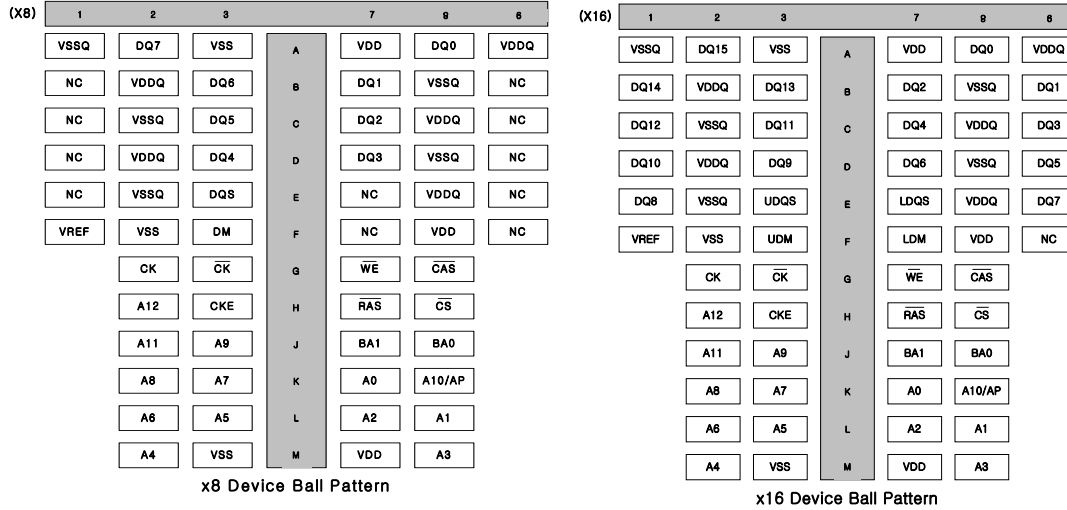 (X8) 1 2 3 7 8 6
VSSQ DQ7 VSS A VDD DQ0 VDDQ
NC VDDQ DQ6 B DQ1 VSSQ NC
NC VSSQ DQ5 C DQ2 VDDQ NC
NC VDDQ DQ4 D DQ3 VSSQ NC
NC VSSQ DQS E NC VDDQ NC
VREF VSS DM F NC VDD NC
CK CK G WE CAS
A12 CKE H RAS CS
A11 A9 J BA1 BA0
A8 A7 K A0 A10/AP
A6 A5 L A2 A1
A4 VSS M VDD A3
x8 Device Ball Pattern
(X16) 1 2 3 7 8 6
VSSQ DQ15 VSS A VDD DQ0 VDDQ
DQ14 VDDQ DQ13 B DQ2 VSSQ DQ1
DQ12 VSSQ DQ11 C DQ4 VDDQ DQ3
DQ10 VDDQ DQ9 D DQ6 VSSQ DQ5
DQ8 VSSQ UDQS E LDQS VDDQ DQ7
VREF VSS UDM F LDM VDD NC
CK CK G WE CAS
A12 CKE H RAS CS
A11 A9 J BA1 BA0
A8 A7 K A0 A10/AP
A6 A5 L A2 A1
A4 VSS M VDD A3
x16 Device Ball Pattern